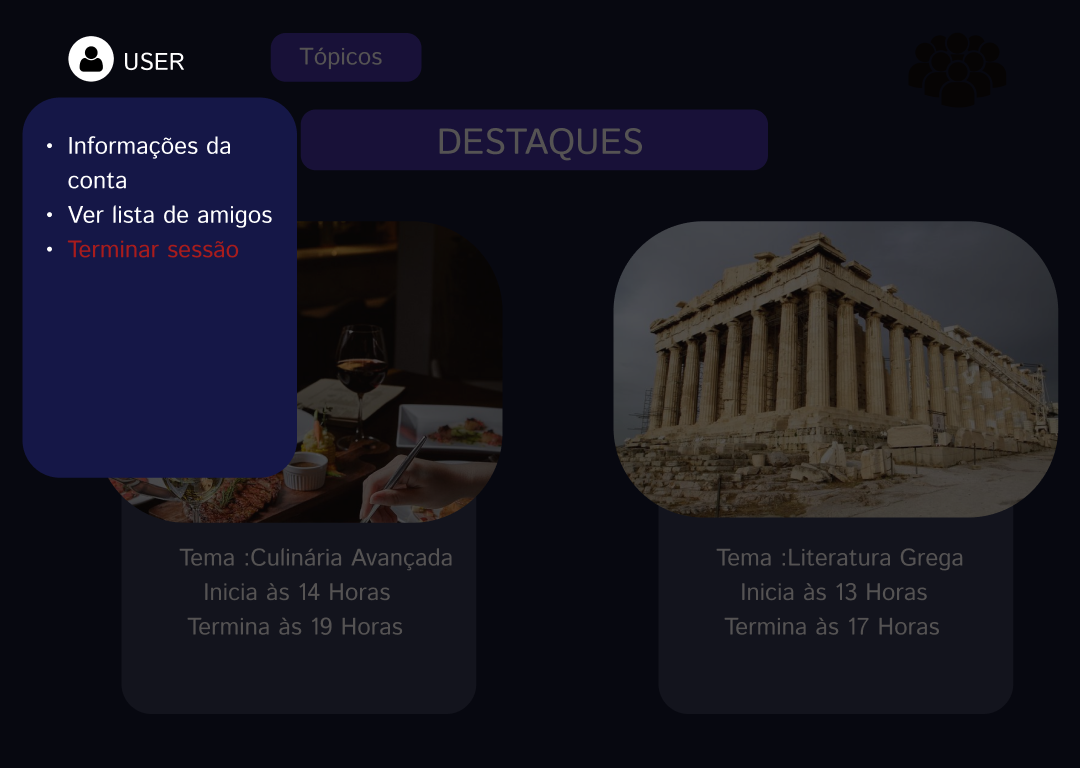 USER
Tópicos
DESTAQUES
• Informações da
conta
• Ver lista de amigos
• Terminar sessão
Tema :Culinária Avançada
Inicia às 14 Horas
Termina às 19 Horas
Tema :Literatura Grega
Inicia às 13 Horas
Termina às 17 Horas